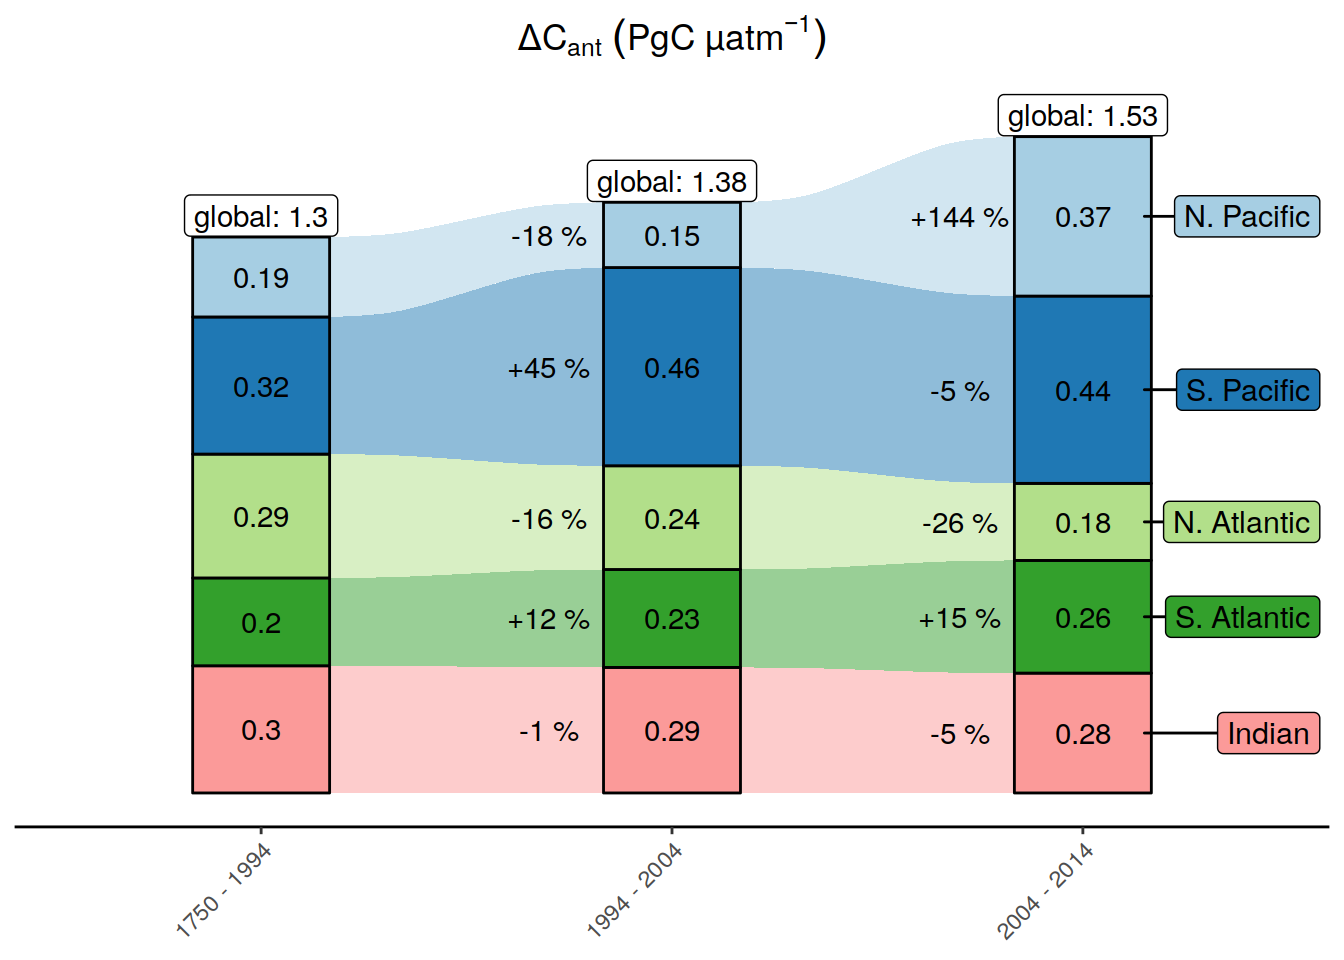 ΔCant (PgC µatm−1)
global: 1.53
global: 1.38
global: 1.3
+144 %
0.37
N. Pacific
-18 %
0.15
0.19
+45 %
0.46
0.32
-5 %
0.44
S. Pacific
0.29
-16 %
0.24
-26 %
0.18
N. Atlantic
0.2
+12 %
0.23
+15 %
0.26
S. Atlantic
0.3
-1 %
0.29
-5 %
0.28
Indian
1750 - 1994
1994 - 2004
2004 - 2014